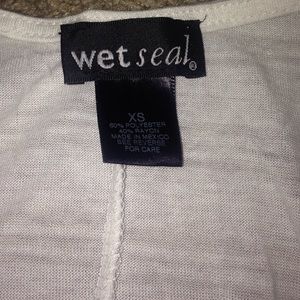 wet seal®
XS
60% POLYESTER
40% RAYON
MADE IN MEXICO
SEE REVERSE
FOR CARE